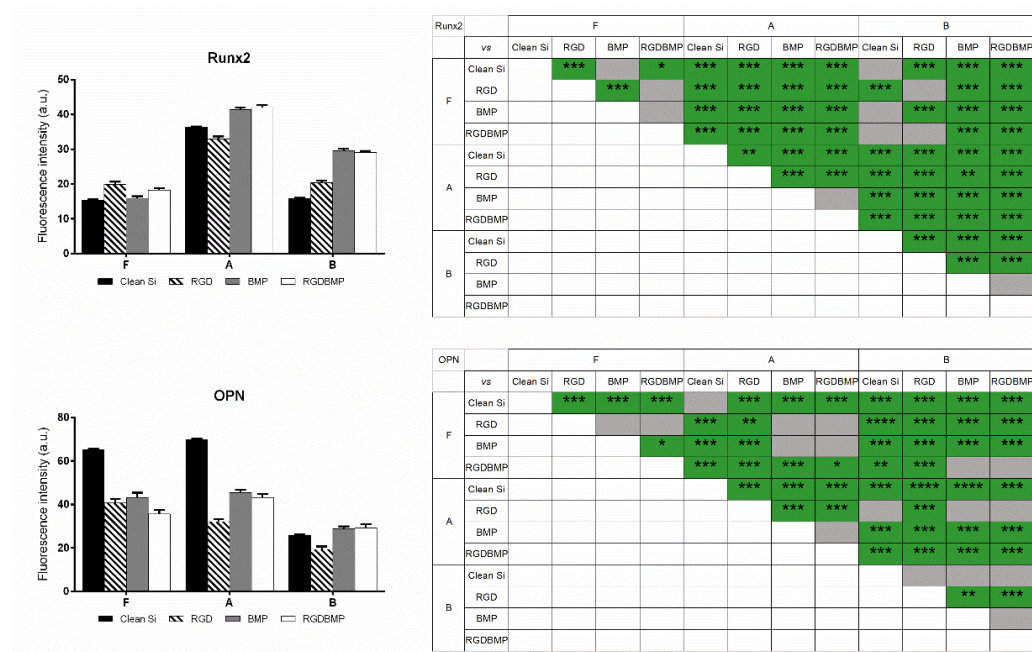 Runx2
Fluorescence intensity (a.u.)
50
40
30
20
10
0
F A B
Clean Si RGD BMP RGDBMP
Runx2 F A B
vs Clean Si RGD BMP RGDBMP Clean Si RGD BMP RGDBMP Clean Si RGD BMP RGDBMP
F
Clean Si *** * *** *** *** *** *** *** ***
RGD *** *** *** *** *** *** *** ***
BMP *** *** *** *** *** *** ***
RGDBMP *** *** *** *** *** ***
A
Clean Si ** *** *** *** *** *** ***
RGD *** *** *** *** ** ***
BMP *** *** *** ***
RGDBMP *** *** *** ***
B
Clean Si *** *** ***
RGD *** ***
BMP
RGDBMP
OPN
Fluorescence intensity (a.u.)
80
60
40
20
0
F A B
Clean Si RGD BMP RGDBMP
OPN F A B
vs Clean Si RGD BMP RGDBMP Clean Si RGD BMP RGDBMP Clean Si RGD BMP RGDBMP
F
Clean Si *** *** *** *** *** *** *** *** *** ***
RGD *** ** **** *** *** ***
BMP * *** *** *** *** *** ***
RGDBMP *** *** *** * ** ***
A
Clean Si *** *** *** *** **** **** ***
RGD *** *** ***
BMP *** *** *** ***
RGDBMP *** *** *** ***
B
Clean Si
RGD ** ***
BMP
RGDBMP